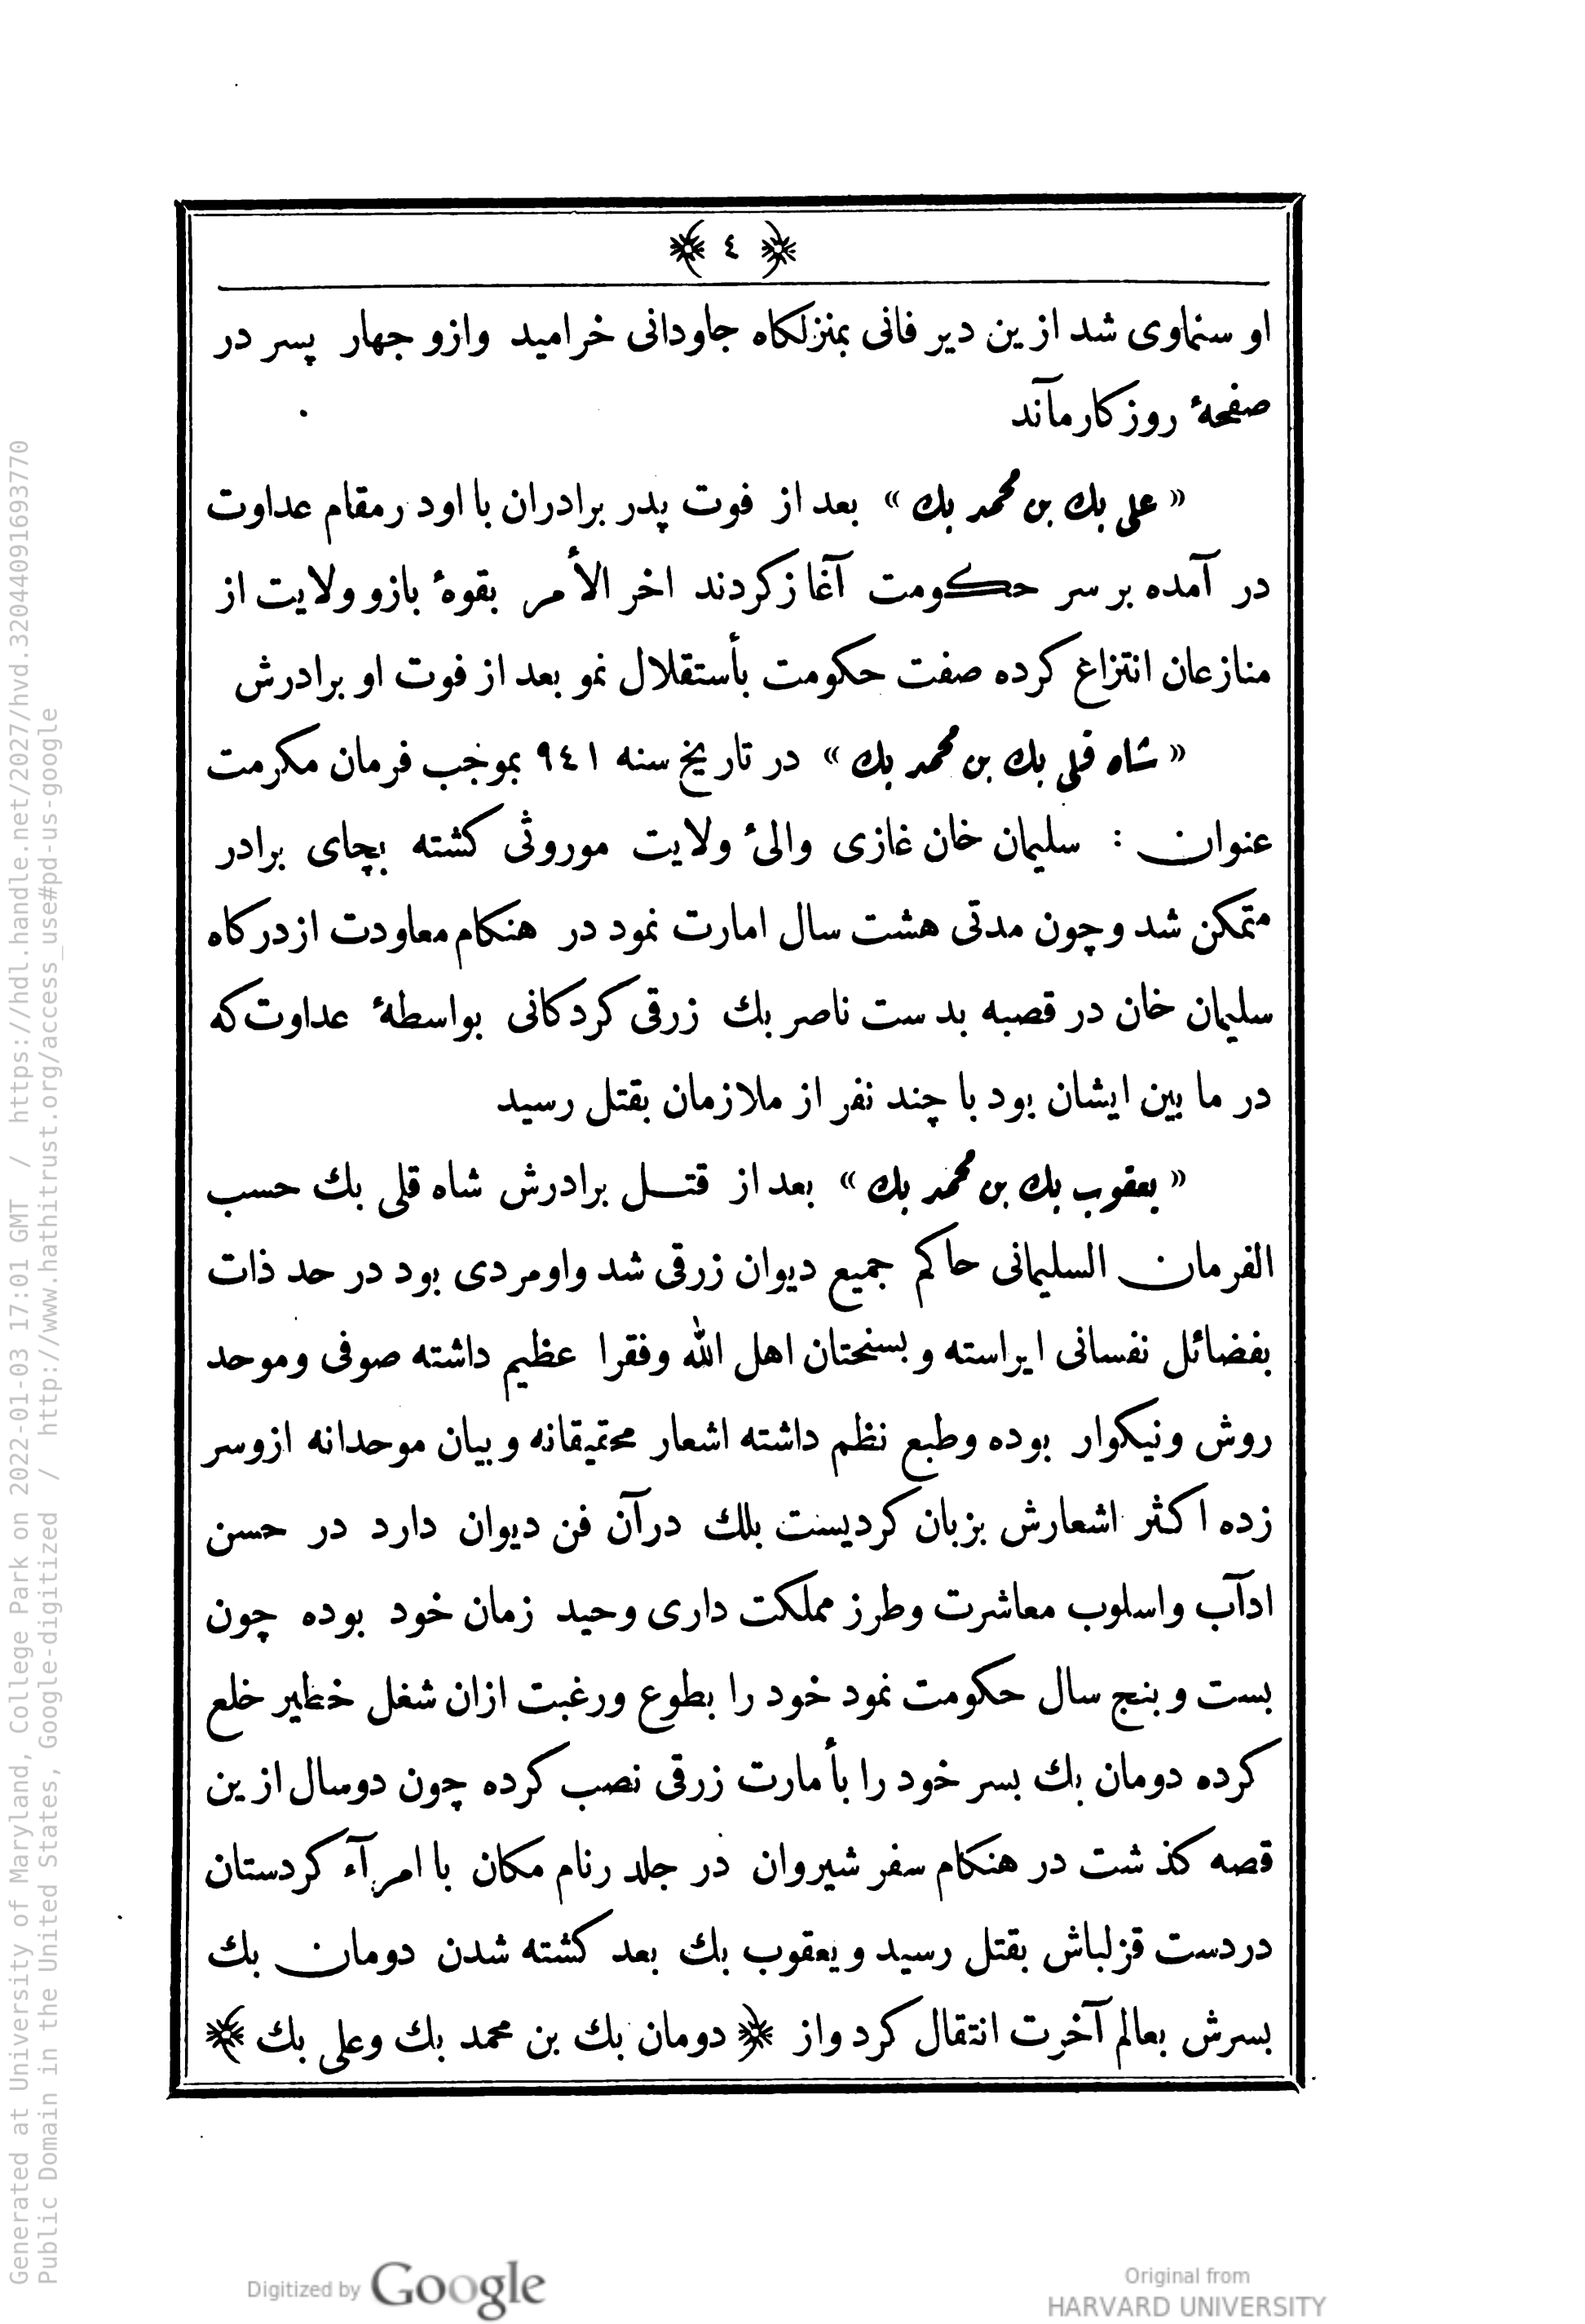 ﴿ ٤ ﴾
او سنماوی شد ازین دیر فانی بمنزلکاه جاودانی خرامید وازو جهار پسر در
صفحهٔ روزکارمآند
« علی بك بن محمد بك » بعد از فوت پدر برادران با اود رمقام عداوت
در آمده بر سر حکومت آغاز کردند اخر الأمر بقوهٔ بازو ولایت از
منازعان انتزاع کرده صفت حکومت بأستقلال نمو بعد از فوت او برادرش
« شاه قلی بك بن محمد بك » در تاریخ سنه ٩٤١ بموجب فرمان مکرمت
عنوان : سلیمان خان غازی والیٔ ولایت موروثی کشته بچای برادر
متمکن شد وچون مدتی هشت سال امارت نمود در هنکام معاودت ازدرکاه
سلیمان خان در قصبه بدست ناصر بك زرقی کردکانی بواسطهٔ عداوت که
در ما بین ایشان بود با چند نفر از ملازمان بقتل رسید
« یعقوب بك بن محمد بك » بعد از قتل برادرش شاه قلی بك حسب
الفرمان السلیمانی حاکم جمیع دیوان زرقی شد واومردی بود در حد ذات
بفضائل نفسانی ایراسته و بسنحتان اهل الله وفقرا عظیم داشته صوفی وموحد
روش ونیکوار بوده وطبع نظم داشته اشعار محتمیقانه و بیان موحدانه ازوسر
زده اکثر اشعارش بزبان کردیست بلك درآن فن دیوان دارد در حسن
ادآب واسلوب معاشرت وطرز مملکت داری وحید زمان خود بوده چون
بست و بنج سال حکومت نمود خود را بطوع ورغبت ازان شغل خطیر خلع
کرده دومان بك بسر خود را بأمارت زرقی نصب کرده چون دوسال ازین
قصه کذشت در هنکام سفر شیروان در جلد رنام مکان با امرآء کردستان
دردست قزلباش بقتل رسید و یعقوب بك بعد کشته شدن دومان بك
بسرش بعالم آخرت انتقال کرد واز ﴿ دومان بك بن محمد بك وعلی بك ﴾
Generated at University of Maryland, College Park on 2022-01-03 17:01 GMT / https://hdl.handle.net/2027/hvd.32044091693770
Public Domain in the United States, Google-digitized / http://www.hathitrust.org/access_use#pd-us-google
Digitized by Google
Original from
HARVARD UNIVERSITY